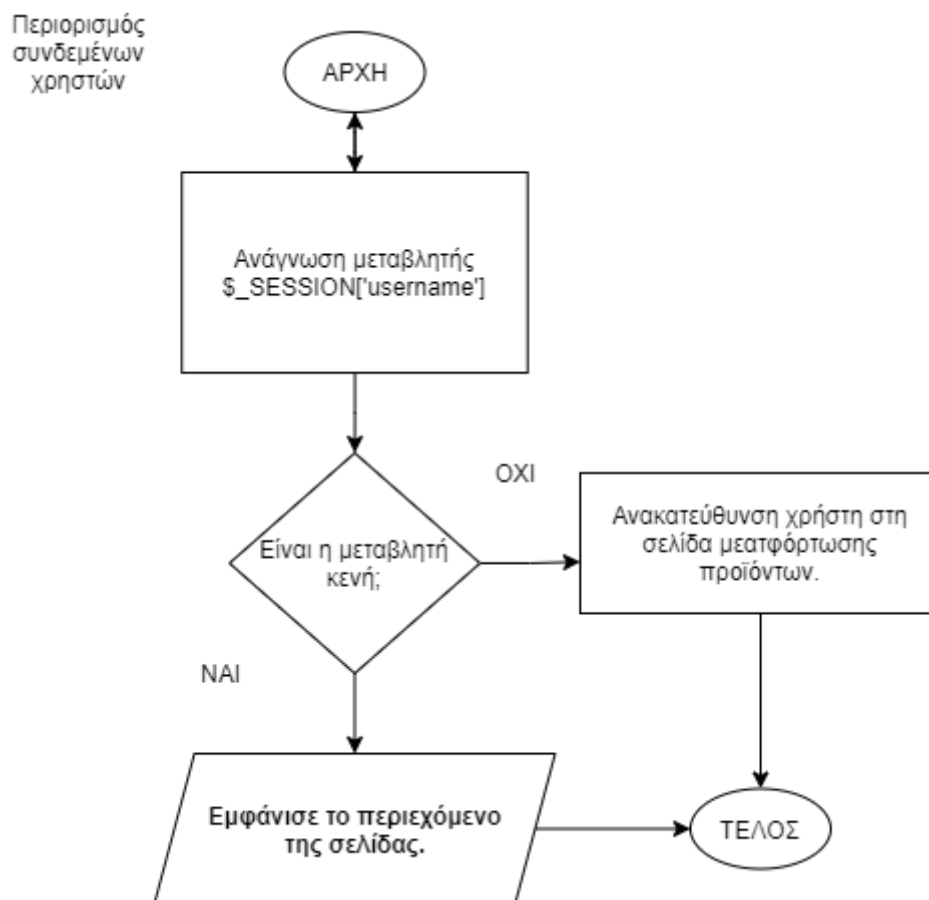 Περιορισμός
συνδεμένων
χρηστών
ΑΡΧΗ
Ανάγνωση μεταβλητής
$_SESSION['username']
Είναι η μεταβλητή
κενή;
ΟΧΙ
Ανακατεύθυνση χρήστη στη
σελίδα μεατφόρτωσης
προϊόντων.
ΝΑΙ
Εμφάνισε το περιεχόμενο
της σελίδας.
ΤΕΛΟΣ